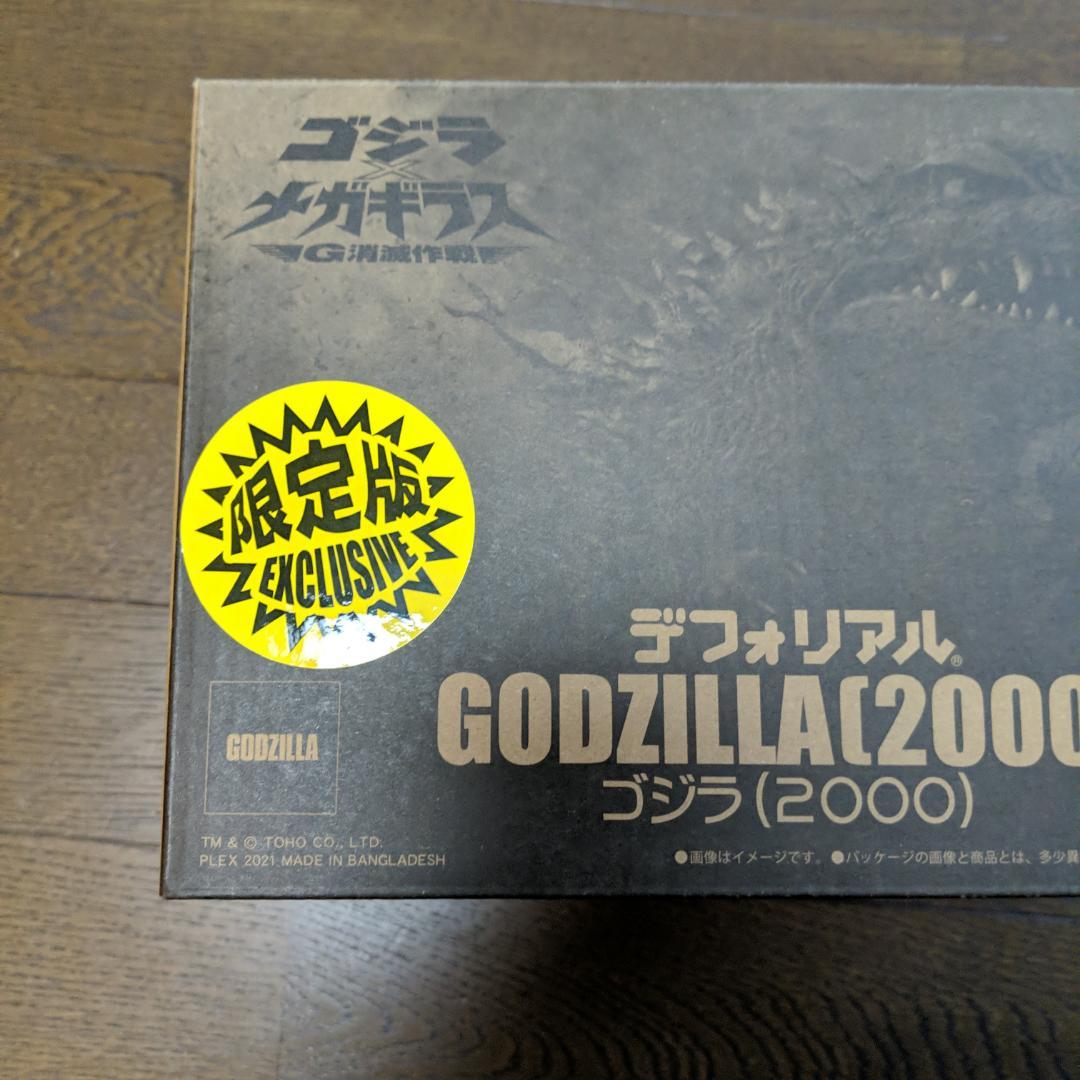 ゴジラ
×
メガギラス
G消滅作戦
限定版
EXCLUSIVE
デフォリアル®
GODZILLA(2000
ゴジラ(2000)
GODZILLA
TM & © TOHO CO., LTD.
PLEX 2021 MADE IN BANGLADESH
●画像はイメージです。 ●パッケージの画像と商品とは、多少異